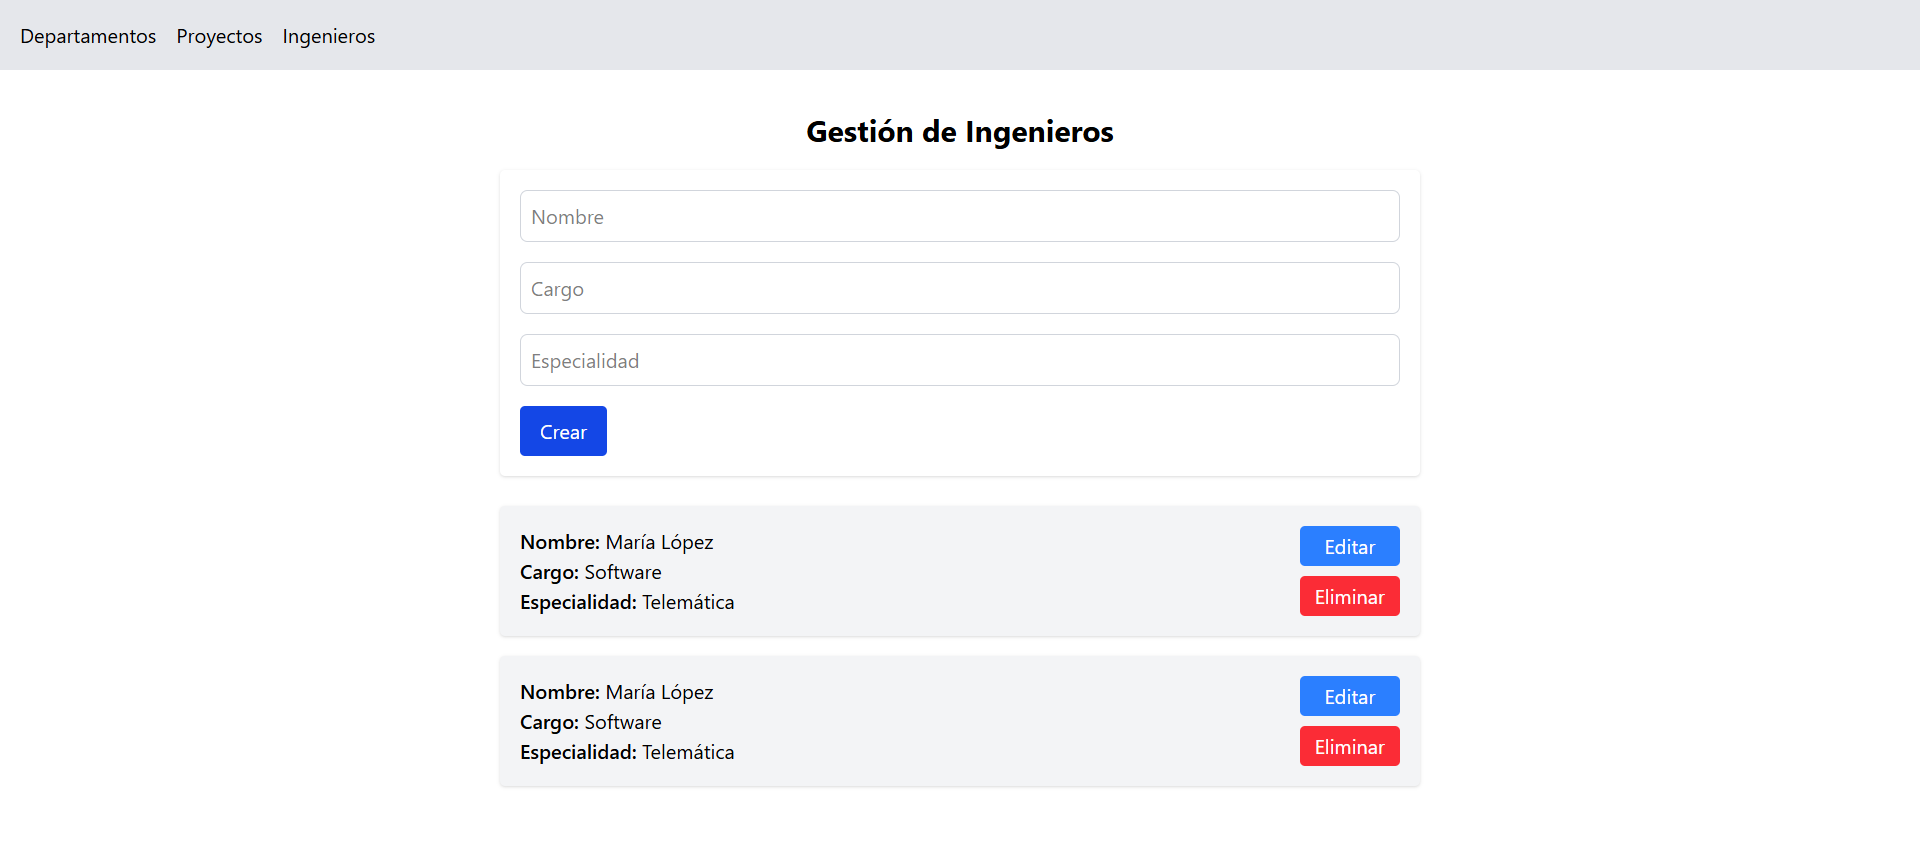 Departamentos Proyectos Ingenieros
Gestión de Ingenieros
Nombre
Cargo
Especialidad
Crear
Nombre: María López
Cargo: Software
Especialidad: Telemática
Editar
Eliminar
Nombre: María López
Cargo: Software
Especialidad: Telemática
Editar
Eliminar